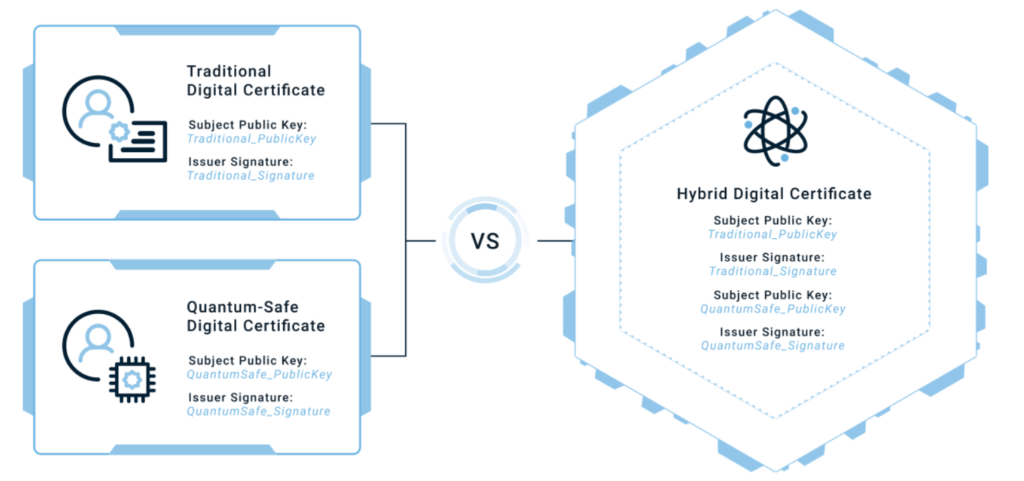 Traditional
Digital Certificate
Subject Public Key:
Traditional_PublicKey
Issuer Signature:
Traditional_Signature
Quantum-Safe
Digital Certificate
Subject Public Key:
QuantumSafe_PublicKey
Issuer Signature:
QuantumSafe_Signature
VS
Hybrid Digital Certificate
Subject Public Key:
Traditional_PublicKey
Issuer Signature:
Traditional_Signature
Subject Public Key:
QuantumSafe_PublicKey
Issuer Signature:
QuantumSafe_Signature